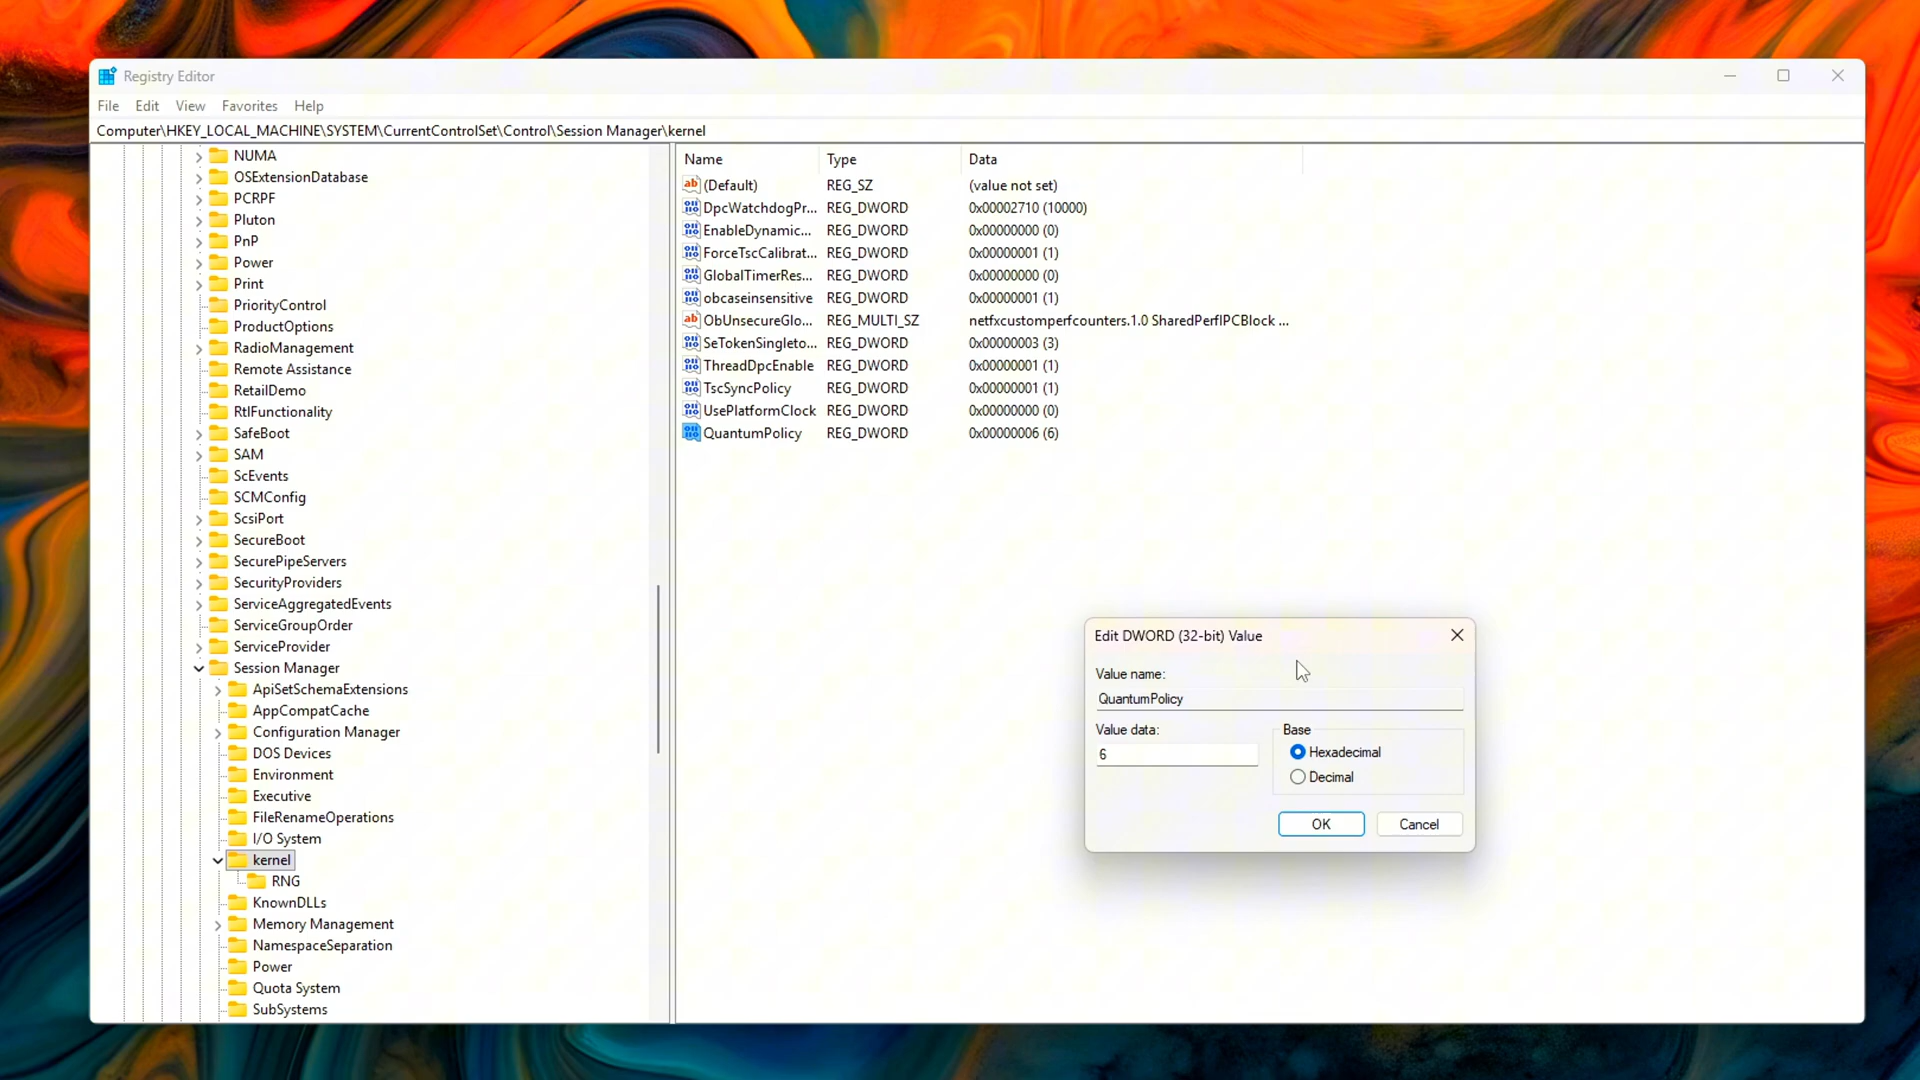 Registry Editor
File Edit View Favorites Help
Computer\HKEY_LOCAL_MACHINE\SYSTEM\CurrentControlSet\Control\Session Manager\kernel
NUMA
OSExtensionDatabase
PCRPF
Pluton
PnP
Power
Print
PriorityControl
ProductOptions
RadioManagement
Remote Assistance
RetailDemo
RtlFunctionality
SafeBoot
SAM
ScEvents
SCMConfig
ScsiPort
SecureBoot
SecurePipeServers
SecurityProviders
ServiceAggregatedEvents
ServiceGroupOrder
ServiceProvider
Session Manager
ApiSetSchemaExtensions
AppCompatCache
Configuration Manager
DOS Devices
Environment
Executive
FileRenameOperations
I/O System
kernel
RNG
KnownDLLs
Memory Management
NamespaceSeparation
Power
Quota System
SubSystems
Name Type Data
(Default) REG_SZ (value not set)
DpcWatchdogPr... REG_DWORD 0x00002710 (10000)
EnableDynamic... REG_DWORD 0x00000000 (0)
ForceTscCalibrat... REG_DWORD 0x00000001 (1)
GlobalTimerRes... REG_DWORD 0x00000000 (0)
obcaseinsensitive REG_DWORD 0x00000001 (1)
ObUnsecureGlo... REG_MULTI_SZ netfxcustomperfcounters.1.0 SharedPerfIPCBlock ...
SeTokenSingleto... REG_DWORD 0x00000003 (3)
ThreadDpcEnable REG_DWORD 0x00000001 (1)
TscSyncPolicy REG_DWORD 0x00000001 (1)
UsePlatformClock REG_DWORD 0x00000000 (0)
QuantumPolicy REG_DWORD 0x00000006 (6)
Edit DWORD (32-bit) Value
Value name:
QuantumPolicy
Value data:
6
Base
Hexadecimal
Decimal
OK Cancel